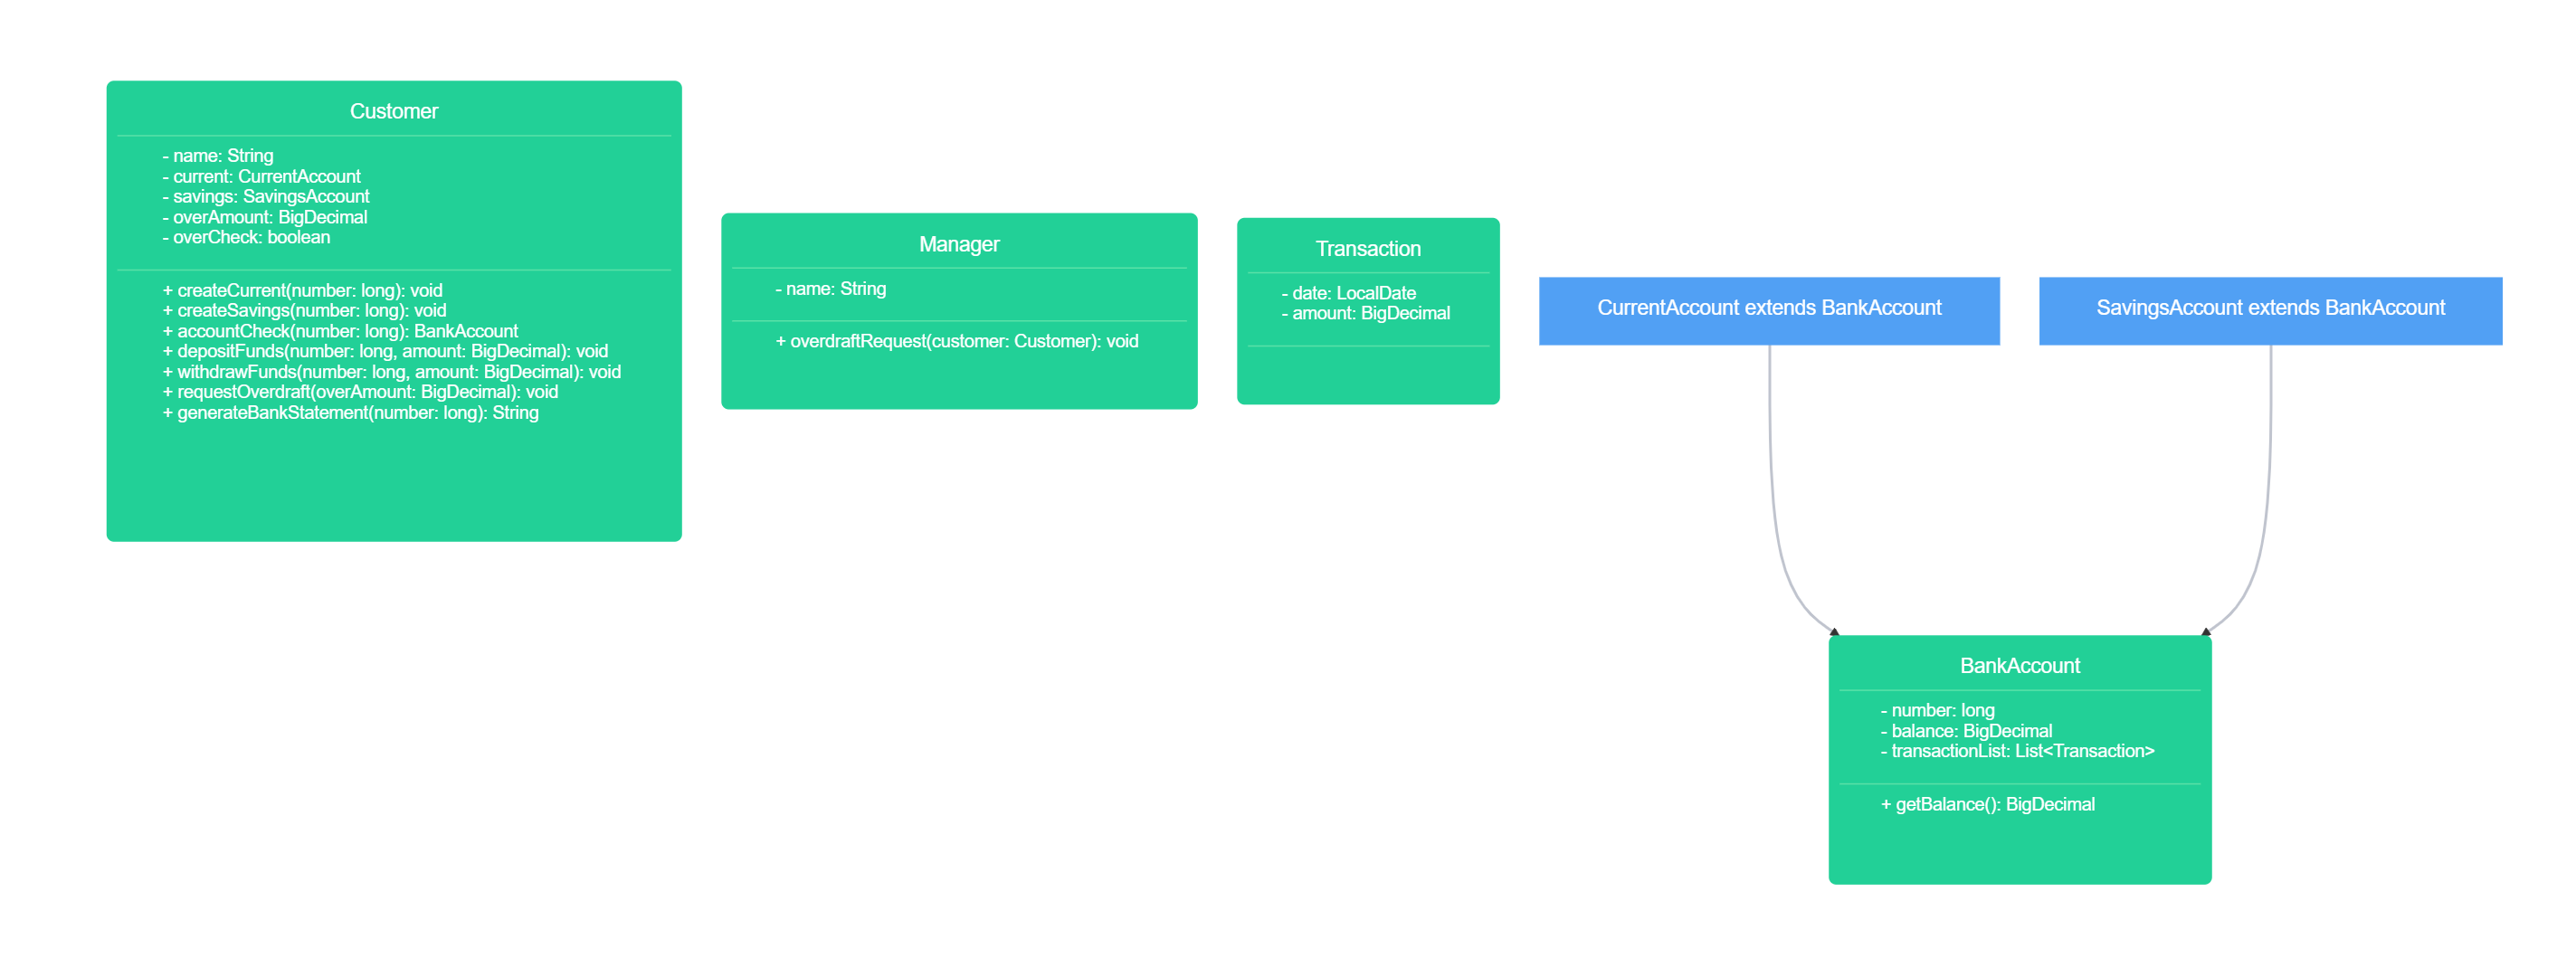 Customer
- name: String
- current: CurrentAccount
- savings: SavingsAccount
- overAmount: BigDecimal
- overCheck: boolean
+ createCurrent(number: long): void
+ createSavings(number: long): void
+ accountCheck(number: long): BankAccount
+ depositFunds(number: long, amount: BigDecimal): void
+ withdrawFunds(number: long, amount: BigDecimal): void
+ requestOverdraft(overAmount: BigDecimal): void
+ generateBankStatement(number: long): String
Manager
- name: String
+ overdraftRequest(customer: Customer): void
Transaction
- date: LocalDate
- amount: BigDecimal
CurrentAccount extends BankAccount
SavingsAccount extends BankAccount
BankAccount
- number: long
- balance: BigDecimal
- transactionList: List<Transaction>
+ getBalance(): BigDecimal